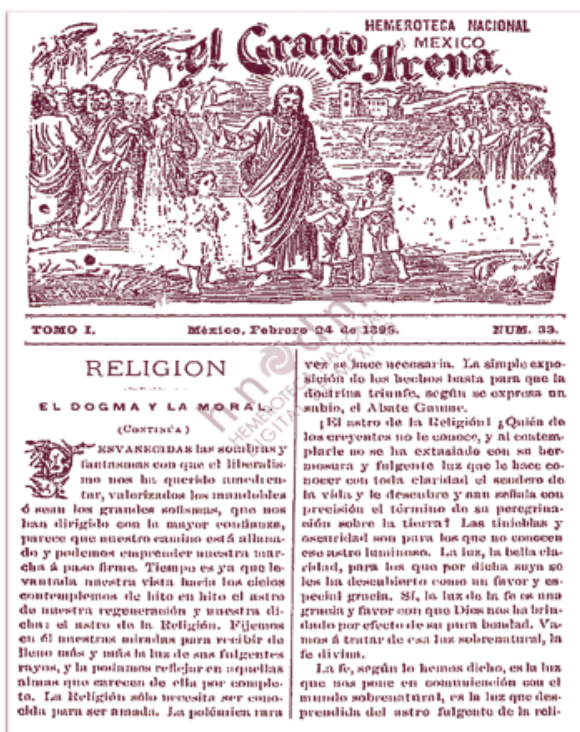 HEMEROTECA NACIONAL
MEXICO
El Grano
de Arena.
TOMO I.
México, Febrero 24 de 1895.
NUM. 33.
RELIGION
EL DOGMA Y LA MORAL.
(CONTINÚA)
DESVANECIDAS las sombras y
fantasmas con que el liberalis-
mo nos ha querido amedren-
tar, valorizados los mandobles
ó sean los grandes sofismas, que nos
han dirigido con la mayor confianza,
parece que nuestro camino está allana-
do y podemos emprender nuestra mar-
cha á paso firme. Tiempo es ya que le-
vantada nuestra vista hacia los cielos
contemplemos de hito en hito el astro
de nuestra regeneración y nuestra di-
cha: el astro de la Religión. Fijemos
en él nuestras miradas para recibir de
lleno más y más la luz de sus fulgentes
rayos, y la podamos reflejar en aquellas
almas que carecen de ella por comple-
to. La Religión sólo necesita ser cono-
cida para ser amada. La polémica rara
vez se hace necesaria. La simple expo-
sición de los hechos basta para que la
doctrina triunfe, según se expresa un
sabio, el Abate Gaume.
¡El astro de la Religión! ¿Quién de
los creyentes no le conoce, y al contem-
plarle no se ha extasiado con su her-
mosura y fulgente luz que le hace co-
nocer con toda claridad el sendero de
la vida y le descubre y aun señala con
precisión el término de su peregrina-
ción sobre la tierra? Las tinieblas y
oscuridad son para los que no conocen
ese astro luminoso. La luz, la bella cla-
ridad, para los que por dicha suya se
les ha descubierto como un favor y es-
pecial gracia. Sí, la luz de la fe es una
gracia y favor con que Dios nos ha brin-
dado por efecto de su pura bondad. Va-
mos á tratar de esa luz sobrenatural, la
fe divina.
La fe, según lo hemos dicho, es la luz
que nos pone en comunicación con el
mundo sobrenatural, es la luz que des-
prendida del astro fulgente de la reli-
hndm
HEMEROTECA NACIONAL
DIGITAL DE MÉXICO